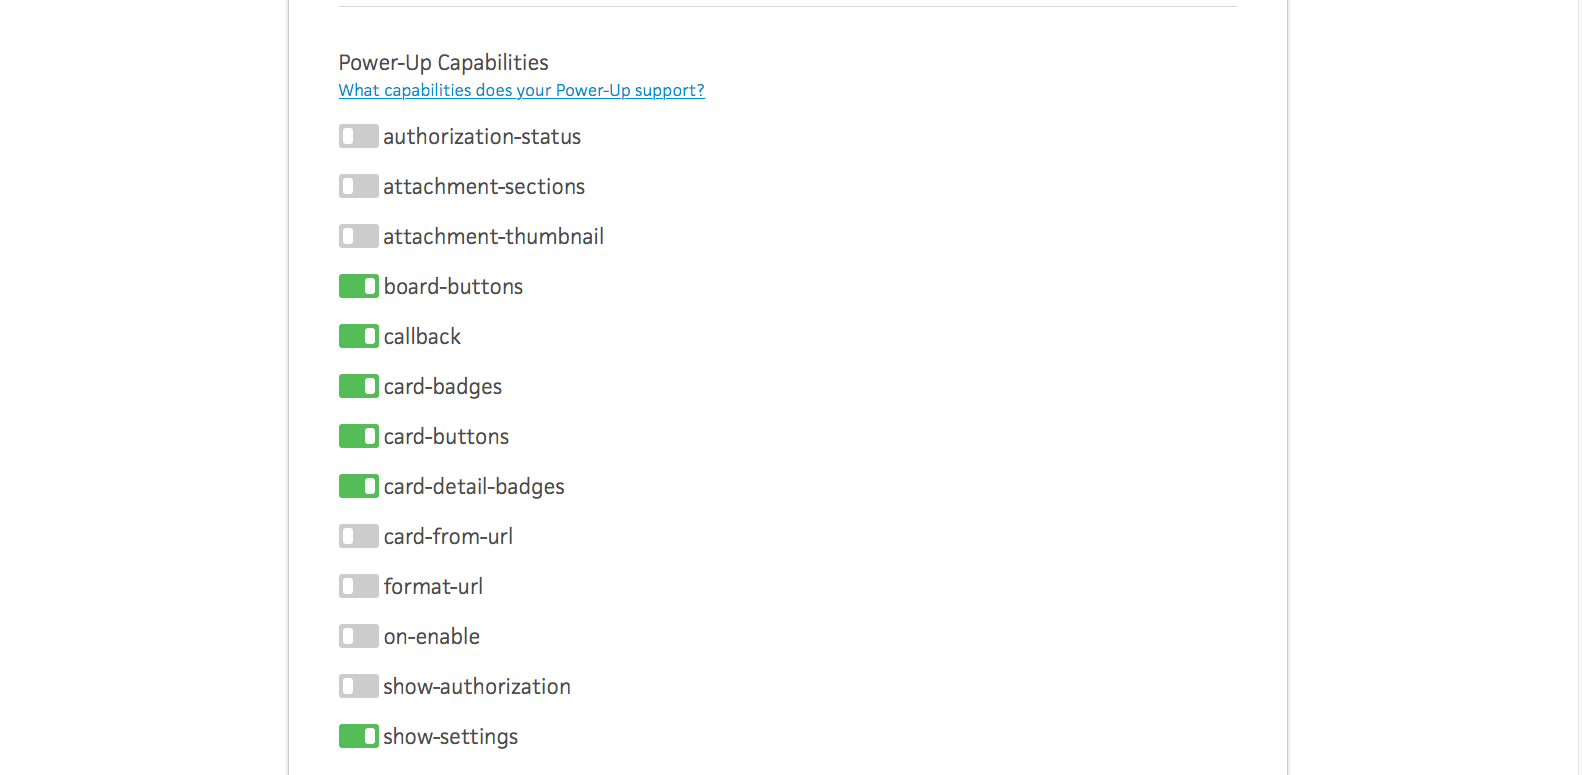 Power-Up Capabilities
What capabilities does your Power-Up support?
authorization-status
attachment-sections
attachment-thumbnail
board-buttons
callback
card-badges
card-buttons
card-detail-badges
card-from-url
format-url
on-enable
show-authorization
show-settings